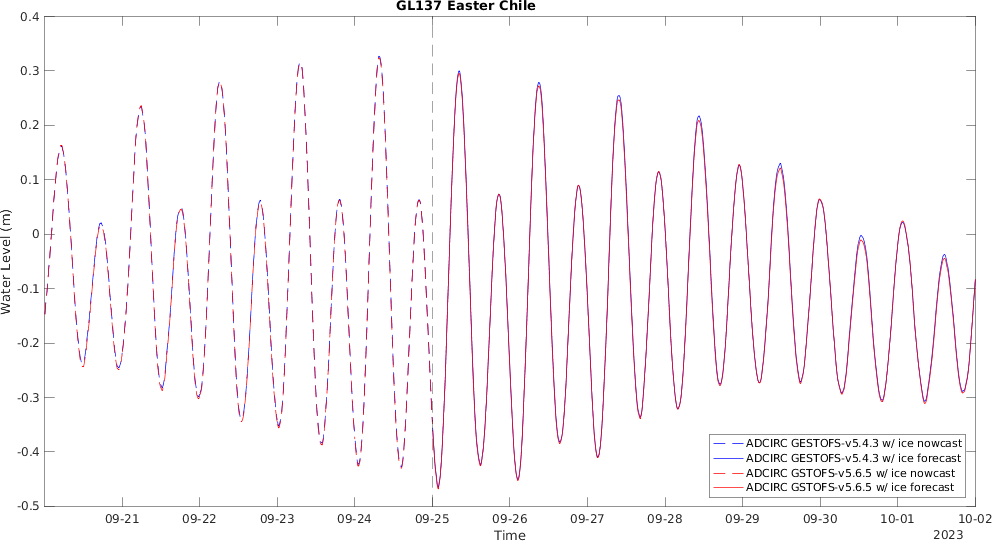 GL137 Easter Chile
0.4
0.3
0.2
0.1
0
-0.1
-0.2
-0.3
-0.4
-0.5
Water Level (m)
ADCIRC GESTOFS-v5.4.3 w/ ice nowcast
ADCIRC GESTOFS-v5.4.3 w/ ice forecast
ADCIRC GSTOFS-v5.6.5 w/ ice nowcast
ADCIRC GSTOFS-v5.6.5 w/ ice forecast
09-21 09-22 09-23 09-24 09-25 09-26 09-27 09-28 09-29 09-30 10-01 10-02
Time
2023